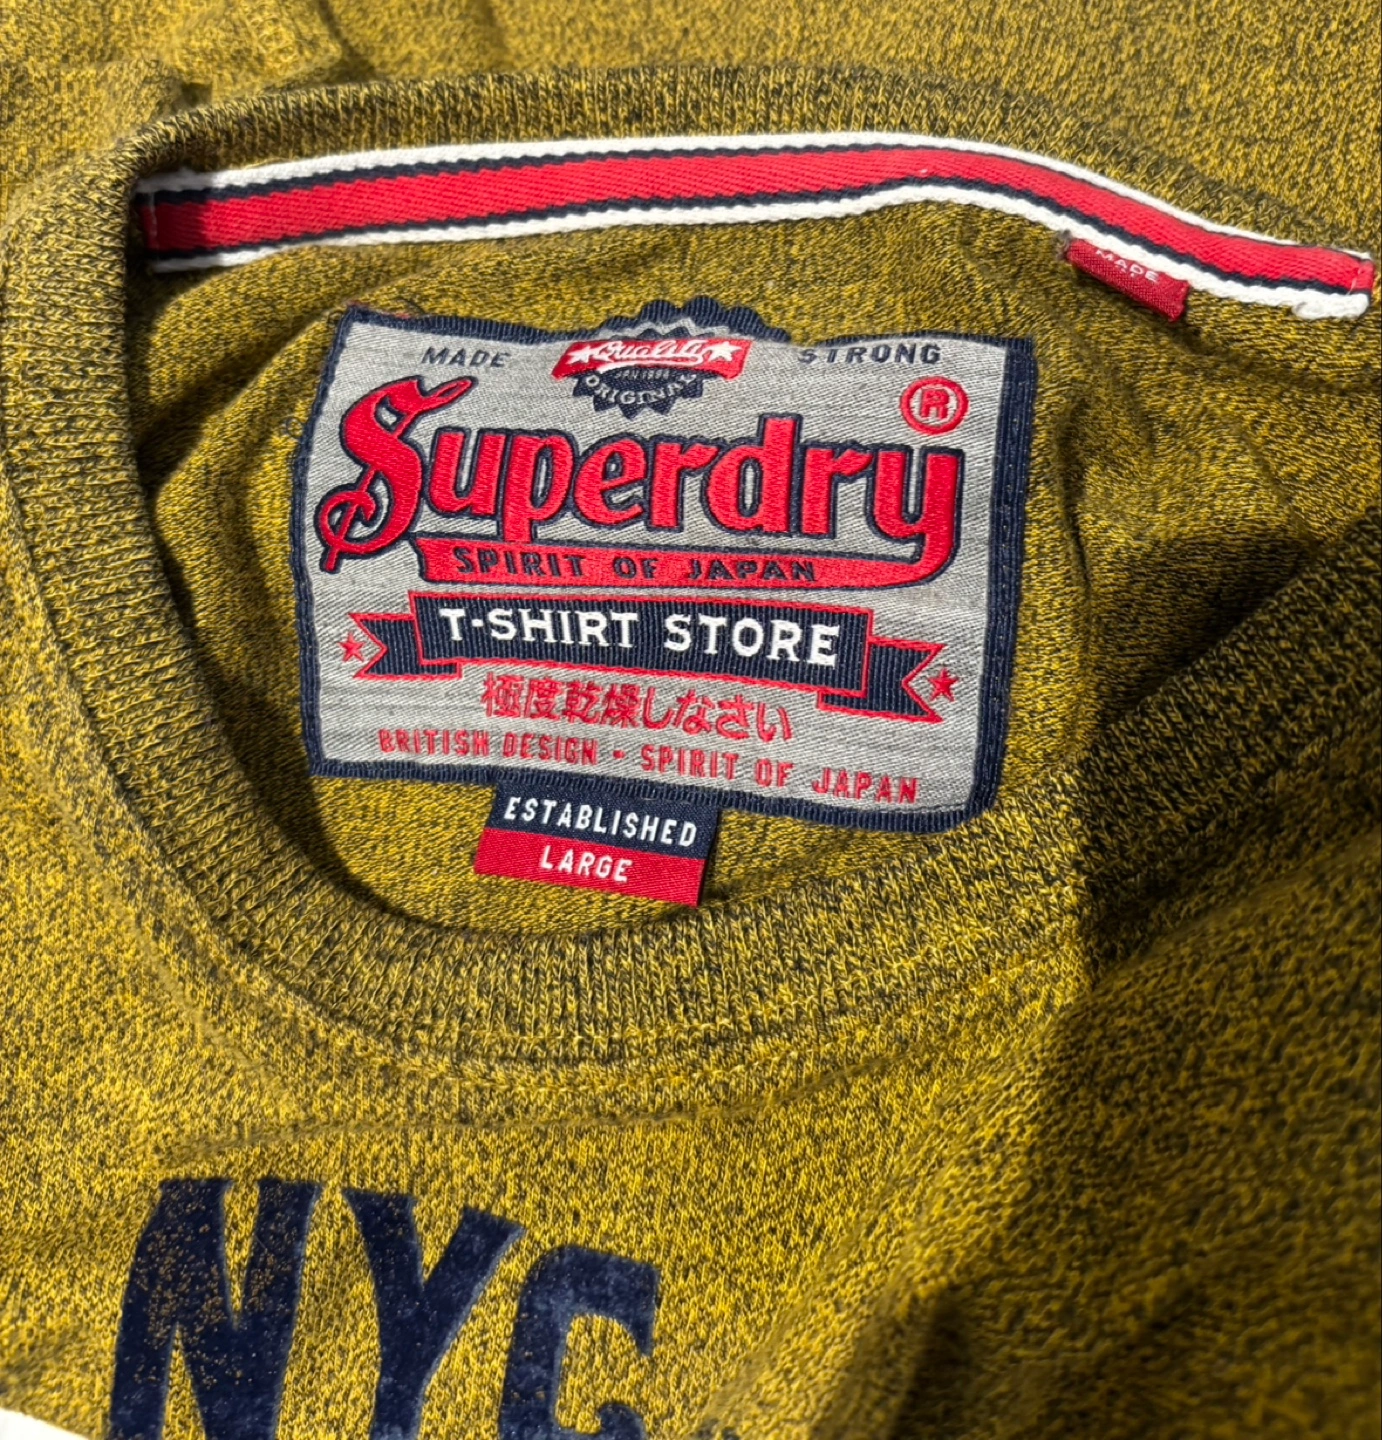 MADE
MADE STRONG
Quality
ORIGINAL
Superdry®
SPIRIT OF JAPAN
T-SHIRT STORE
極度乾燥しなさい
BRITISH DESIGN - SPIRIT OF JAPAN
ESTABLISHED
LARGE
NYC